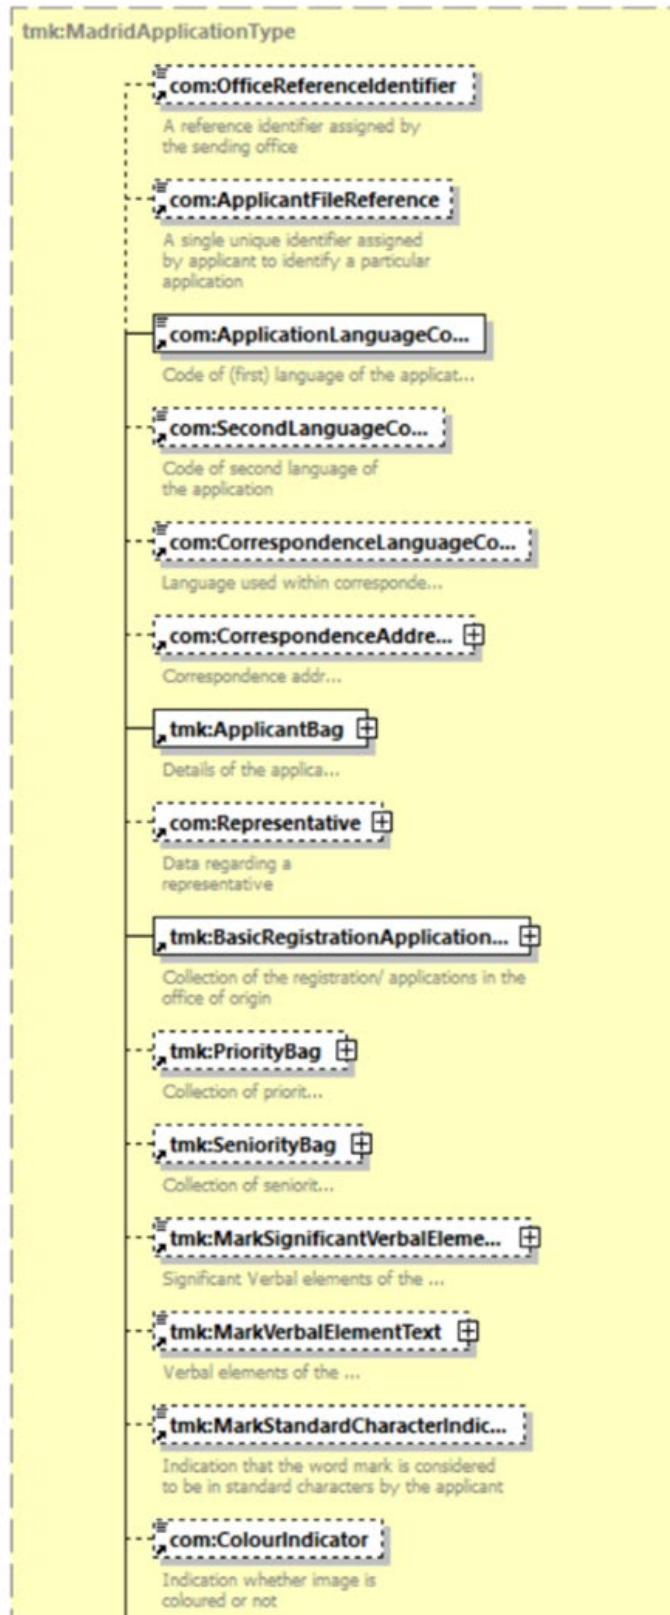 tmk:MadridApplicationType
com:OfficeReferenceIdentifier
A reference identifier assigned by
the sending office
com:ApplicantFileReference
A single unique identifier assigned
by applicant to identify a particular
application
com:ApplicationLanguageCo...
Code of (first) language of the applicat...
com:SecondLanguageCo...
Code of second language of
the application
com:CorrespondenceLanguageCo...
Language used within corresponde...
com:CorrespondenceAddre...
Correspondence addr...
tmk:ApplicantBag
Details of the applica...
com:Representative
Data regarding a
representative
tmk:BasicRegistrationApplication...
Collection of the registration/ applications in the
office of origin
tmk:PriorityBag
Collection of priorit...
tmk:SeniorityBag
Collection of seniorit...
tmk:MarkSignificantVerbalEleme...
Significant Verbal elements of the ...
tmk:MarkVerbalElementText
Verbal elements of the ...
tmk:MarkStandardCharacterIndic...
Indication that the word mark is considered
to be in standard characters by the applicant
com:ColourIndicator
Indication whether image is
coloured or not